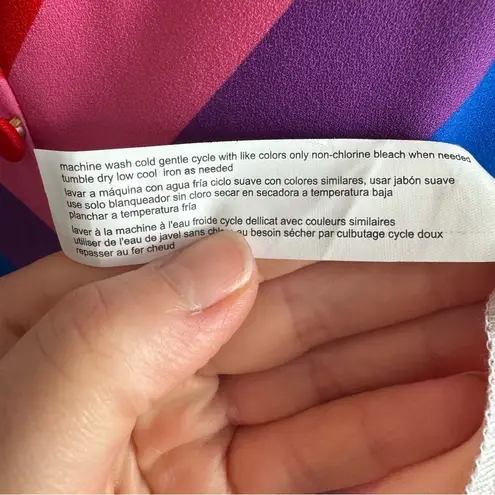 machine wash cold gentle cycle with like colors only non-chlorine bleach when needed
tumble dry low cool iron as needed
lavar a máquina con agua fría ciclo suave con colores similares, usar jabón suave
use solo blanqueador sin cloro secar en secadora a temperatura baja
planchar a temperatura fría
laver à la machine à l'eau froide cycle dellicat avec couleurs similaires
utiliser de l'eau de javel sans au besoin sécher par culbutage cycle doux
repasser au fer cheud